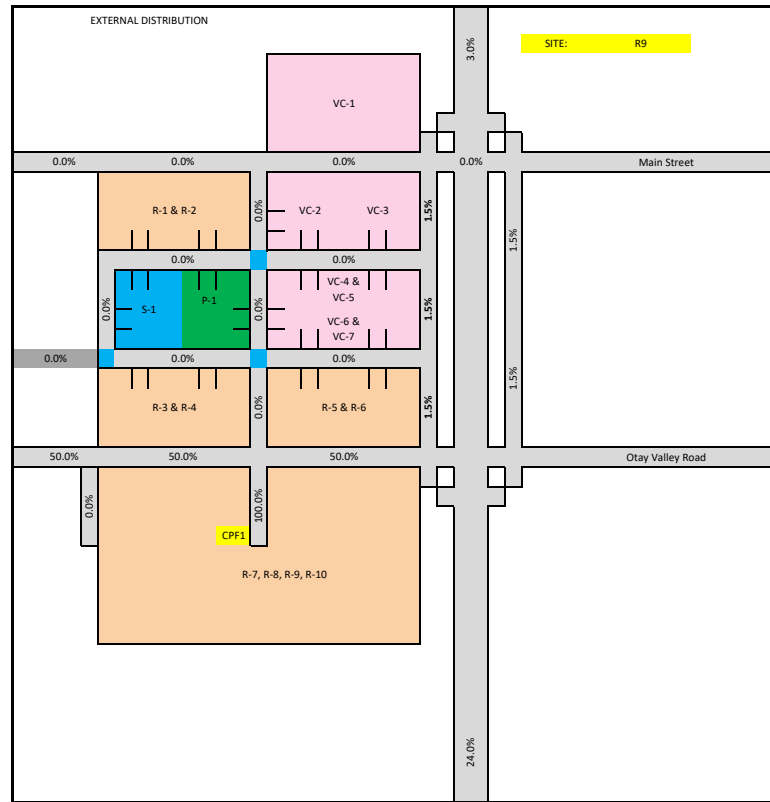 EXTERNAL DISTRIBUTION
SITE: R9
3.0%
VC-1
0.0% 0.0% 0.0% 0.0% Main Street
R-1 & R-2
0.0%
VC-2 VC-3
1.5%
1.5%
0.0% 0.0%
0.0%
S-1
P-1
VC-4 &
VC-5
VC-6 &
VC-7
1.5%
0.0% 0.0% 0.0%
R-3 & R-4
0.0%
R-5 & R-6
1.5%
1.5%
50.0% 50.0% 50.0% Otay Valley Road
0.0%
100.0%
CPF1
R-7, R-8, R-9, R-10
24.0%